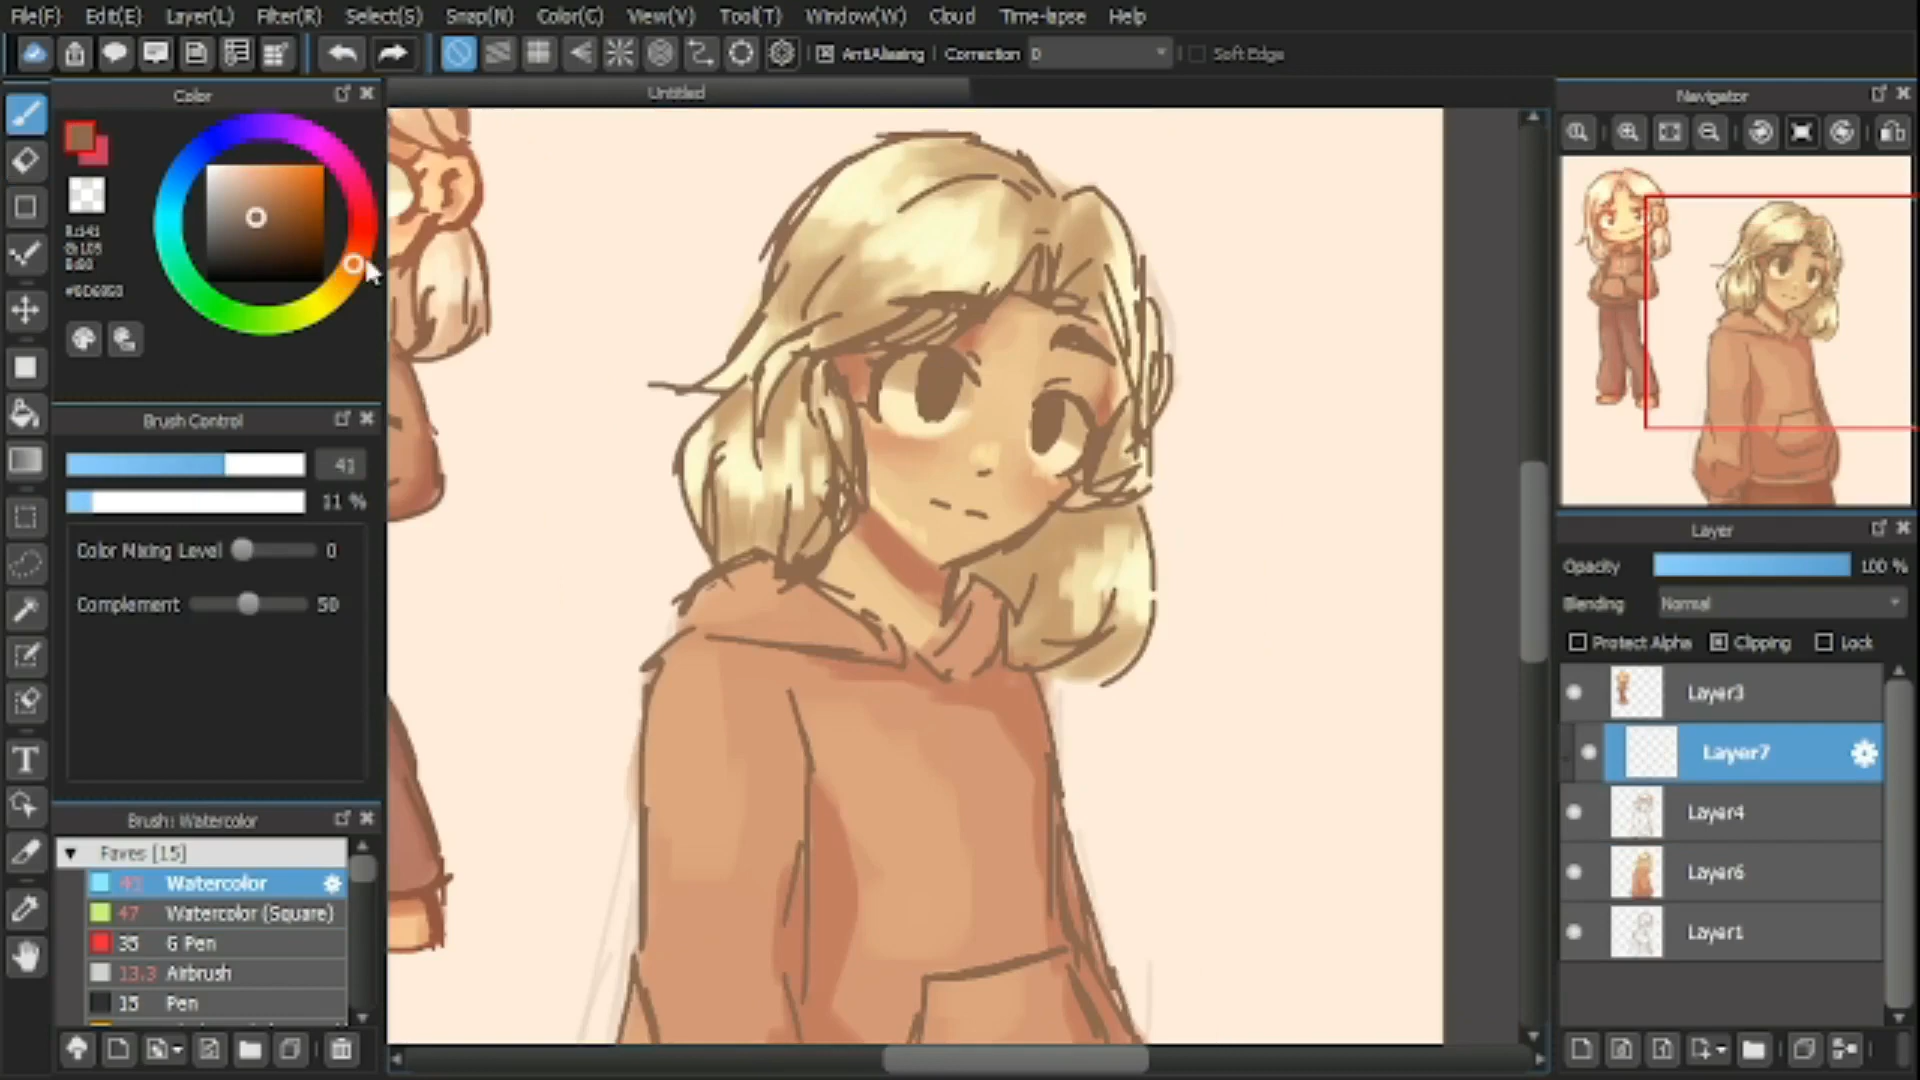 File(F) Edit(E) Layer(L) Filter(R) Select(S) Snap(N) Color(C) View(V) Tool(T) Window(W) Cloud Time-lapse Help
AntiAliasing Correction 0 Soft Edge
Color
Untitled
Navigator
Brush Control
41
11 %
Color Mixing Level 0
Complement 50
Brush: Watercolor
Faves [15]
41 Watercolor
47 Watercolor (Square)
35 G Pen
13.3 Airbrush
15 Pen
Layer
Opacity 100 %
Blending Normal
Protect Alpha Clipping Lock
Layer3
Layer7
Layer4
Layer6
Layer1
T